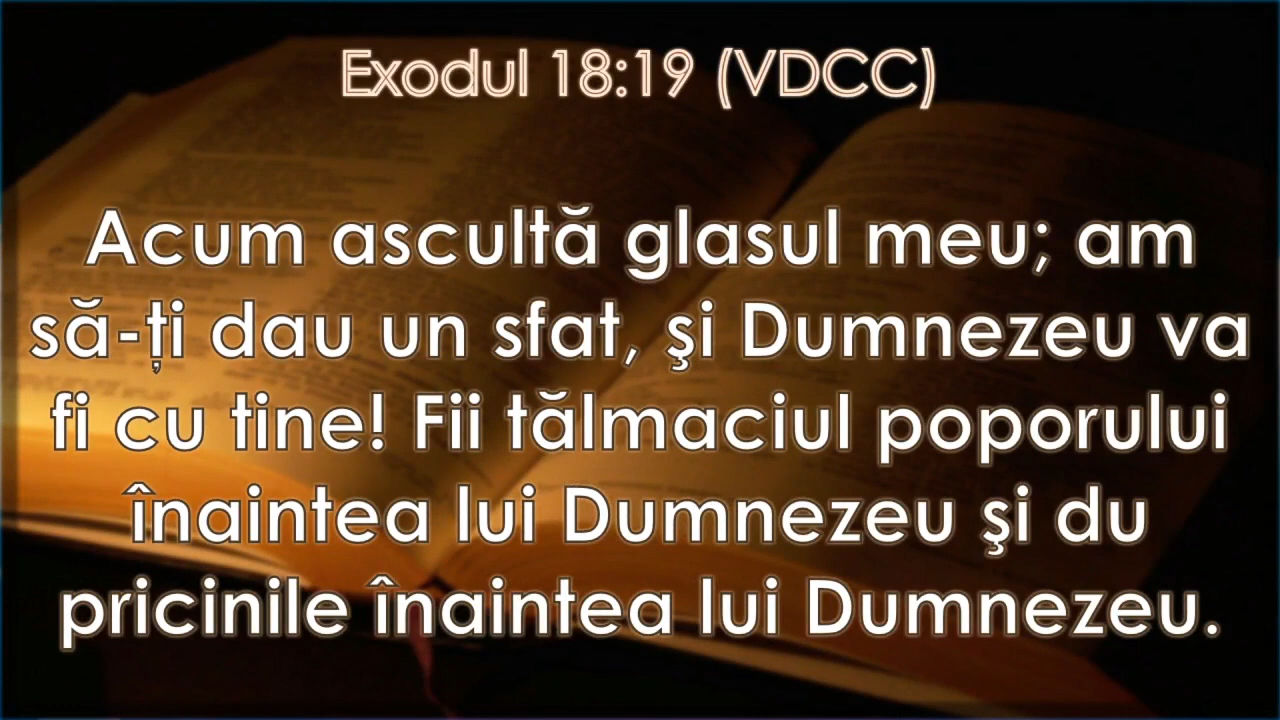 Exodul 18:19 (VDCC)
Acum ascultă glasul meu; am
să-ți dau un sfat, şi Dumnezeu va
fi cu tine! Fii tălmaciul poporului
înaintea lui Dumnezeu şi du
pricinile înaintea lui Dumnezeu.